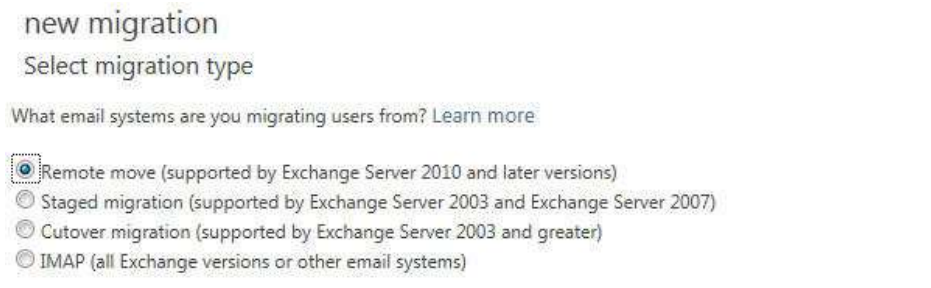 new migration
Select migration type
What email systems are you migrating users from? Learn more
Remote move (supported by Exchange Server 2010 and later versions)
Staged migration (supported by Exchange Server 2003 and Exchange Server 2007)
Cutover migration (supported by Exchange Server 2003 and greater)
IMAP (all Exchange versions or other email systems)